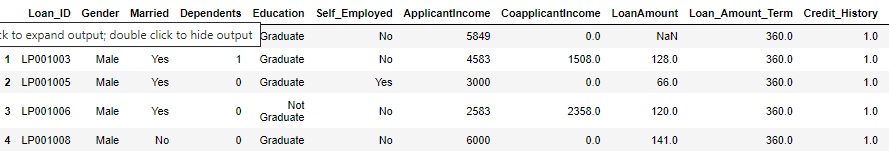 Loan_ID Gender Married Dependents Education Self_Employed ApplicantIncome CoapplicantIncome LoanAmount Loan_Amount_Term Credit_History
ck to expand output; double click to hide output Graduate No 5849 0.0 NaN 360.0 1.0
1 LP001003 Male Yes 1 Graduate No 4583 1508.0 128.0 360.0 1.0
2 LP001005 Male Yes 0 Graduate Yes 3000 0.0 66.0 360.0 1.0
3 LP001006 Male Yes 0 Not Graduate No 2583 2358.0 120.0 360.0 1.0
4 LP001008 Male No 0 Graduate No 6000 0.0 141.0 360.0 1.0